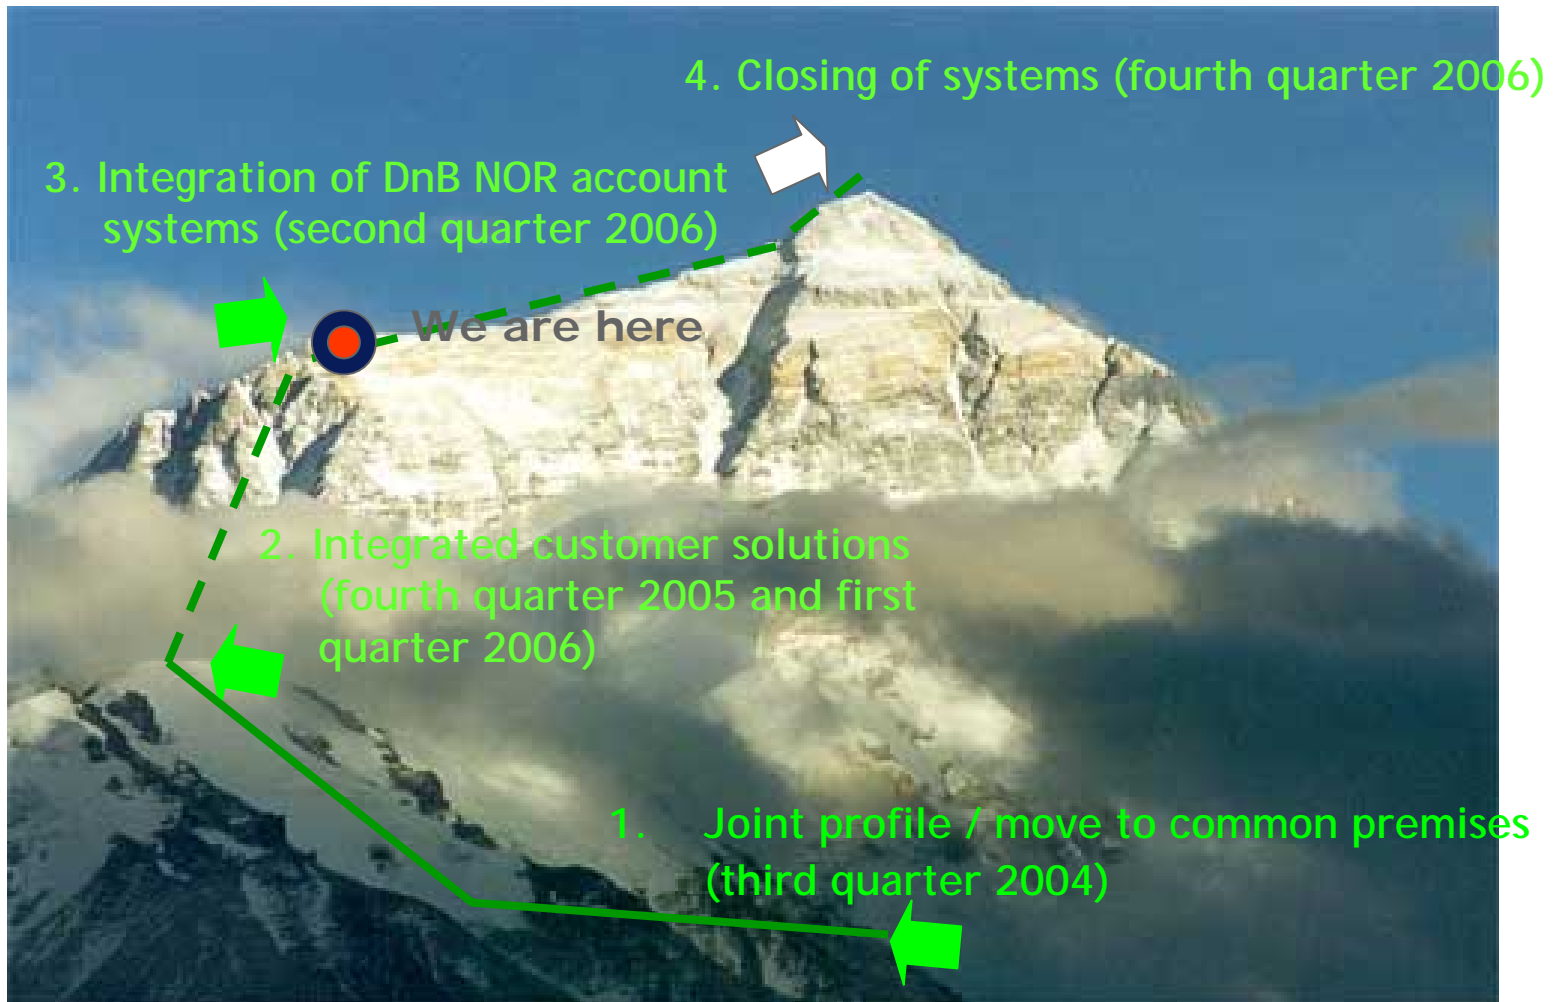 4. Closing of systems (fourth quarter 2006)
3. Integration of DnB NOR account
systems (second quarter 2006)
We are here
2. Integrated customer solutions
(fourth quarter 2005 and first
quarter 2006)
1. Joint profile / move to common premises
(third quarter 2004)